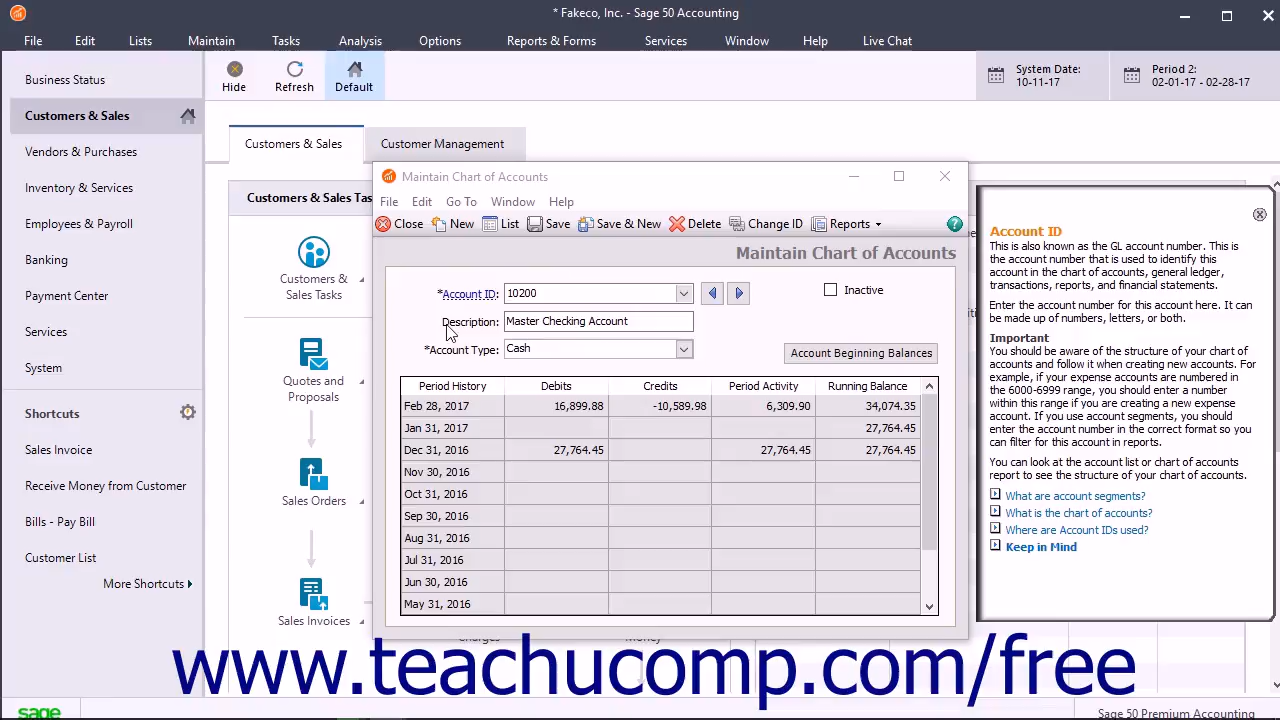 * Fakeco, Inc. - Sage 50 Accounting
File Edit Lists Maintain Tasks Analysis Options Reports & Forms Services Window Help Live Chat
Business Status
Customers & Sales
Vendors & Purchases
Inventory & Services
Employees & Payroll
Banking
Payment Center
Services
System
Shortcuts
Sales Invoice
Receive Money from Customer
Bills - Pay Bill
Customer List
More Shortcuts
Hide Refresh Default
System Date:
10-11-17
Period 2:
02-01-17 - 02-28-17
Customers & Sales Customer Management
Customers & Sales Tas
Customers &
Sales Tasks
Quotes and
Proposals
Sales Orders
Sales Invoices
Maintain Chart of Accounts
File Edit Go To Window Help
Close New List Save Save & New Delete Change ID Reports
Maintain Chart of Accounts
*Account ID: 10200 Inactive
Description: Master Checking Account
*Account Type: Cash Account Beginning Balances
Period History Debits Credits Period Activity Running Balance
Feb 28, 2017 16,899.88 -10,589.98 6,309.90 34,074.35
Jan 31, 2017 27,764.45
Dec 31, 2016 27,764.45 27,764.45 27,764.45
Nov 30, 2016
Oct 31, 2016
Sep 30, 2016
Aug 31, 2016
Jul 31, 2016
Jun 30, 2016
May 31, 2016
Account ID
This is also known as the GL account number. This is
the account number that is used to identify this
account in the chart of accounts, general ledger,
transactions, reports, and financial statements.
Enter the account number for this account here. It can
be made up of numbers, letters, or both.
Important
You should be aware of the structure of your chart of
accounts and follow it when creating new accounts. For
example, if your expense accounts are numbered in
the 6000-6999 range, you should enter a number
within this range if you are creating a new expense
account. If you use account segments, you should
enter the account number in the correct format so you
can filter for this account in reports.
You can look at the account list or chart of accounts
report to see the structure of your chart of accounts.
What are account segments?
What is the chart of accounts?
Where are Account IDs used?
Keep in Mind
www.teachucomp.com/free
sage
Sage 50 Premium Accounting